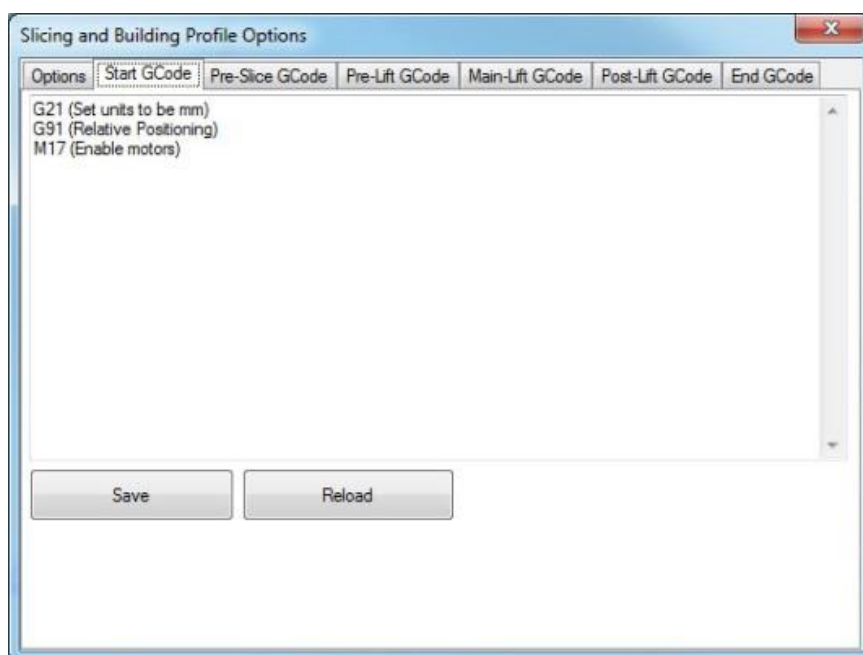 Slicing and Building Profile Options
Options Start GCode Pre-Slice GCode Pre-Lift GCode Main-Lift GCode Post-Lift GCode End GCode
G21 (Set units to be mm)
G91 (Relative Positioning)
M17 (Enable motors)
Save Reload